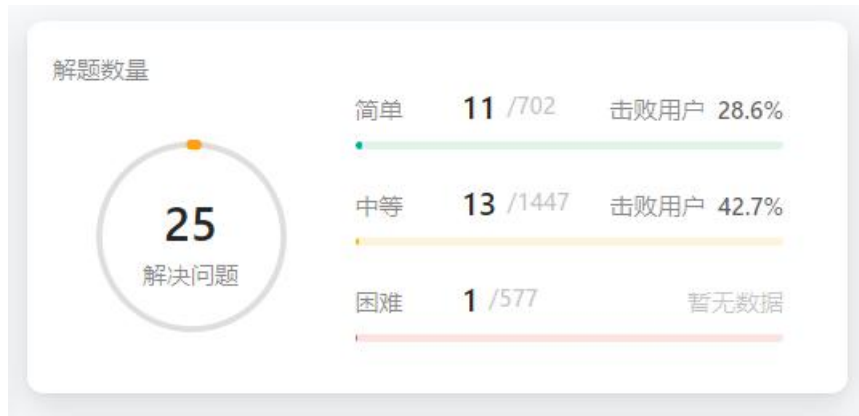 解题数量
25
解决问题
简单 11 /702 击败用户 28.6%
中等 13 /1447 击败用户 42.7%
困难 1 /577 暂无数据